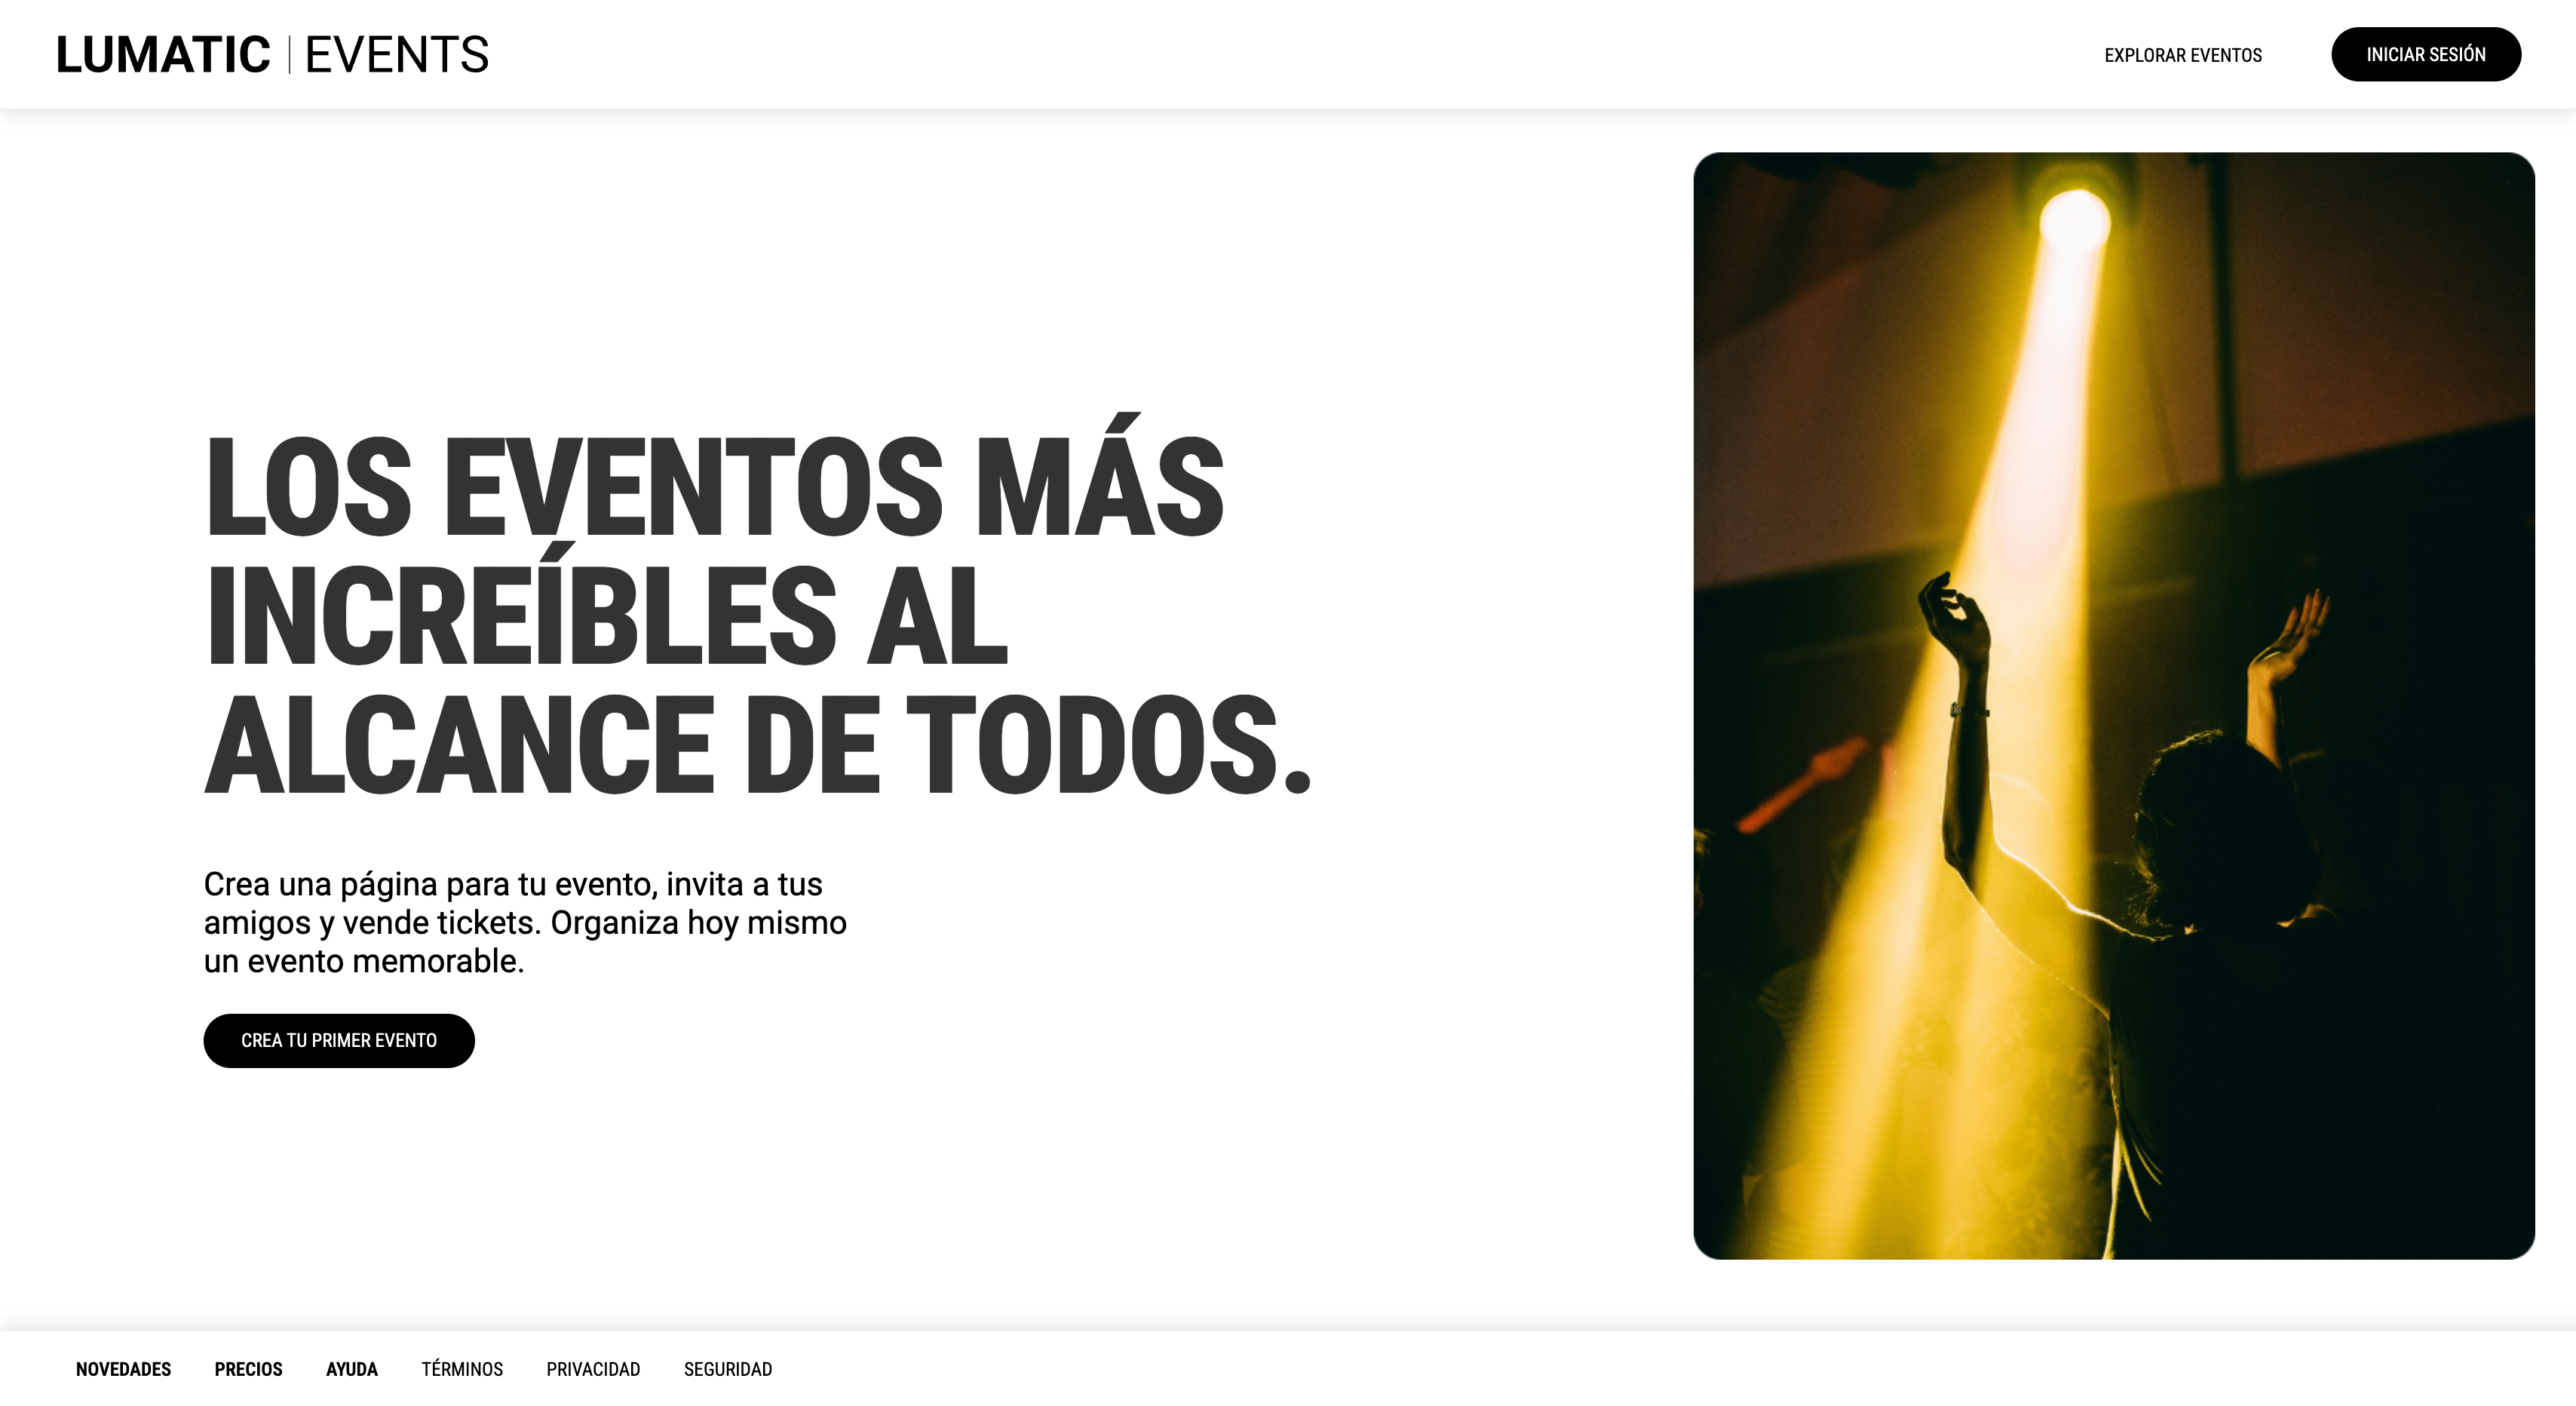 LUMATIC | EVENTS
EXPLORAR EVENTOS
INICIAR SESIÓN
LOS EVENTOS MÁS
INCREÍBLES AL
ALCANCE DE TODOS.
Crea una página para tu evento, invita a tus
amigos y vende tickets. Organiza hoy mismo
un evento memorable.
CREA TU PRIMER EVENTO
NOVEDADES PRECIOS AYUDA TÉRMINOS PRIVACIDAD SEGURIDAD